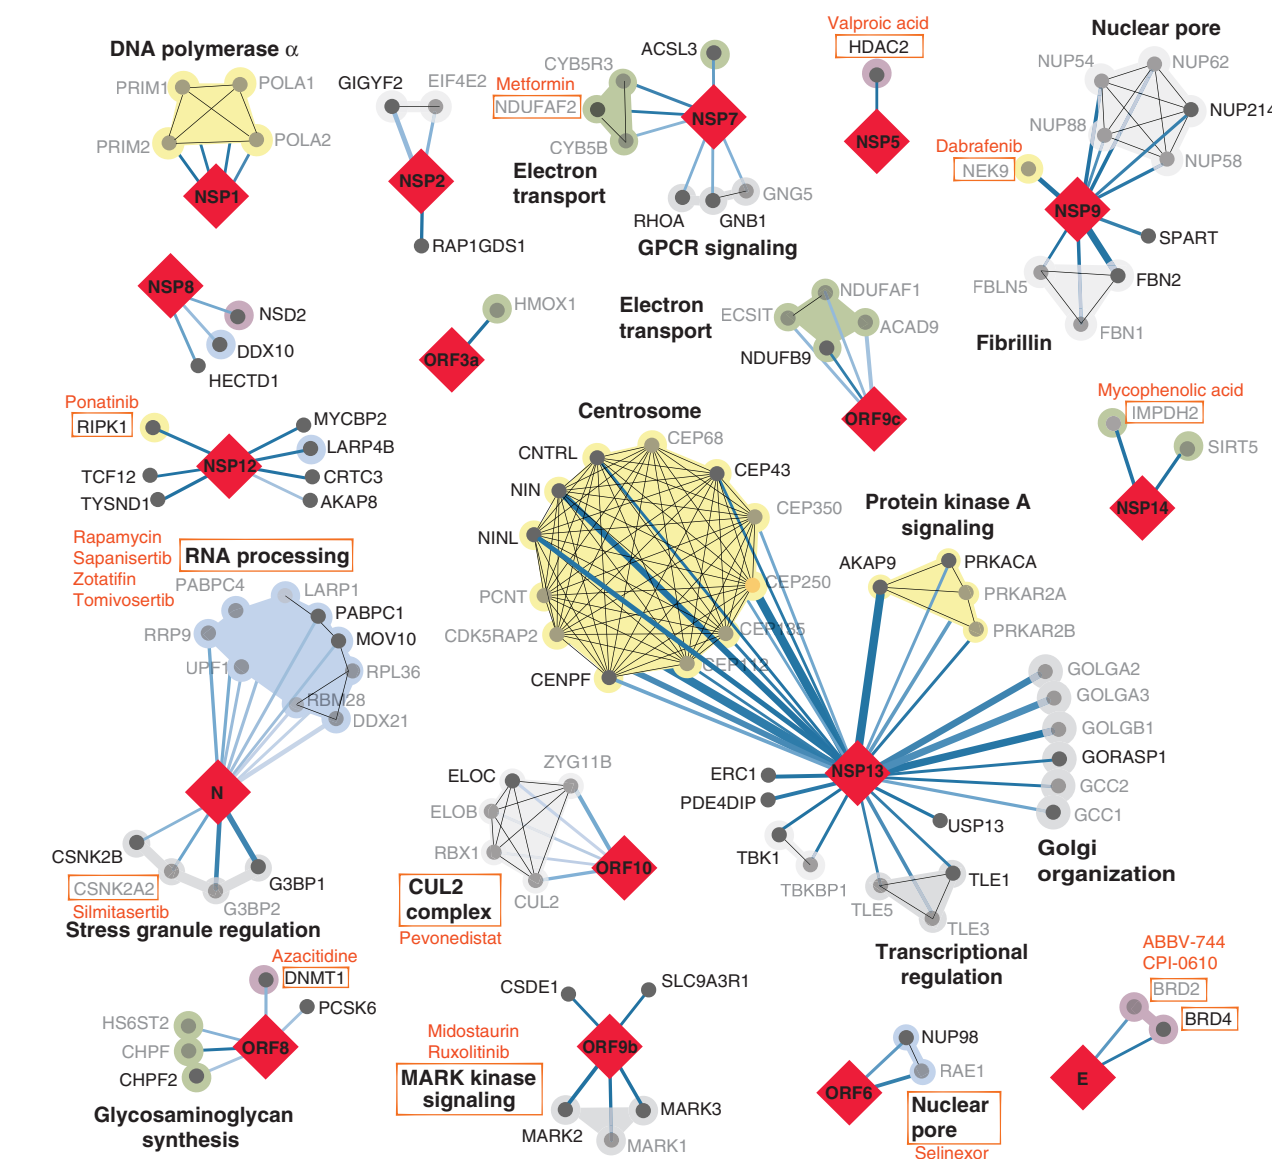 DNA polymerase α
PRIM1
POLA1
PRIM2
POLA2
NSP1
GIGYF2
EIF4E2
NSP2
RAP1GDS1
ACSL3
CYB5R3
Metformin
NDUFAF2
CYB5B
NSP7
Electron
transport
RHOA
GNB1
GNG5
GPCR signaling
Valproic acid
HDAC2
NSP5
Nuclear pore
NUP54
NUP62
NUP214
NUP88
NUP58
Dabrafenib
NEK9
NSP9
SPART
FBLN5
FBN2
FBN1
Fibrillin
NSP8
NSD2
DDX10
HECTD1
HMOX1
ORF3a
Electron
transport
NDUFAF1
ECSIT
ACAD9
NDUFB9
ORF9c
Mycophenolic acid
IMPDH2
SIRT5
NSP14
Ponatinib
RIPK1
MYCBP2
LARP4B
NSP12
TCF12
CRTC3
TYSND1
AKAP8
Centrosome
CNTRL
CEP68
CEP43
NIN
CEP350
NINL
CEP250
PCNT
CDK5RAP2
CEP135
CEP112
CENPF
Protein kinase A
signaling
AKAP9
PRKACA
PRKAR2A
PRKAR2B
Rapamycin
Sapanisertib
Zotatifin
Tomivosertib
RNA processing
PABPC4
LARP1
PABPC1
RRP9
MOV10
UPF1
RPL36
RBM28
DDX21
N
CSNK2B
CSNK2A2
Silmitasertib
G3BP1
G3BP2
Stress granule regulation
GOLGA2
GOLGA3
GOLGB1
GORASP1
GCC2
GCC1
Golgi
organization
NSP13
ERC1
PDE4DIP
TBK1
TBKBP1
USP13
TLE1
TLE5
TLE3
Transcriptional
regulation
ELOC
ZYG11B
ELOB
RBX1
CUL2
ORF10
CUL2
complex
Pevonedistat
Azacitidine
DNMT1
PCSK6
HS6ST2
CHPF
CHPF2
ORF8
Glycosaminoglycan
synthesis
CSDE1
SLC9A3R1
Midostaurin
Ruxolitinib
MARK kinase
signaling
ORF9b
MARK2
MARK3
MARK1
NUP98
RAE1
ORF6
Nuclear
pore
Selinexor
ABBV-744
CPI-0610
BRD2
BRD4
E